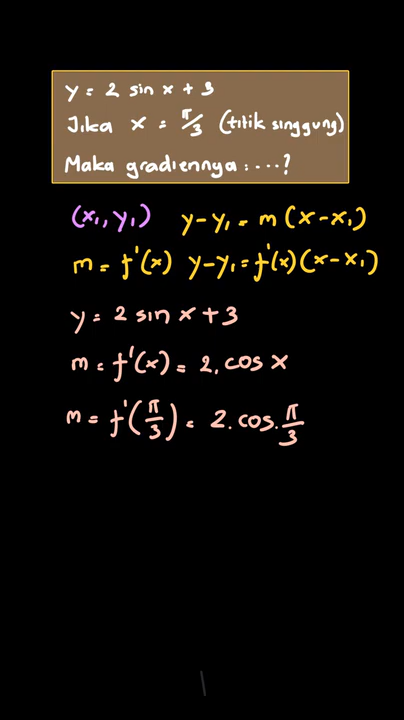 y = 2 sin x + 3
Jika x = π/3 (titik singgung)
Maka gradiennya : ...?
(x₁, y₁) y - y₁ = m (x - x₁)
m = f'(x) y - y₁ = f'(x) (x - x₁)
y = 2 sin x + 3
m = f'(x) = 2. cos x
m = f'(π/3) = 2. cos. π/3